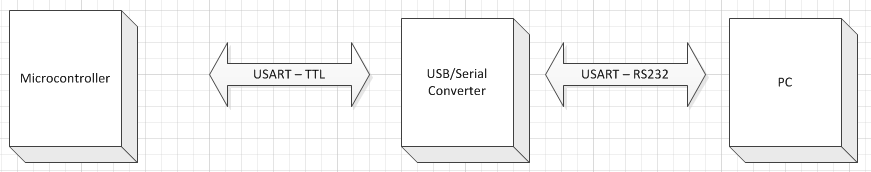 Microcontroller
USART – TTL
USB/Serial
Converter
USART – RS232
PC